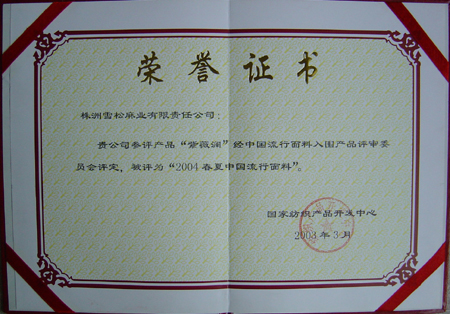 荣誉证书
株洲雪松麻业有限责任公司：
贵公司参评产品“紫薇澜”经中国流行面料入围产品评审委
员会评定，被评为“2004春夏中国流行面料”。
国家纺织产品开发中心
2003年3月